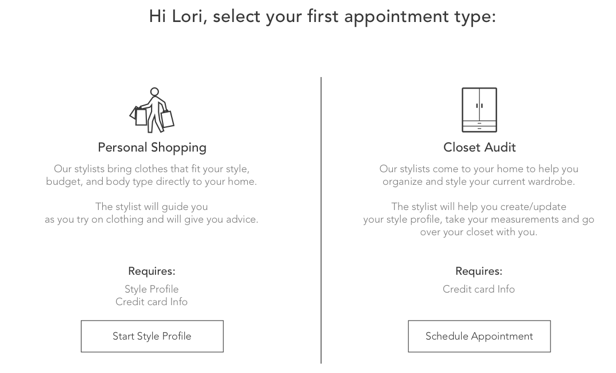 Hi Lori, select your first appointment type:
Personal Shopping
Our stylists bring clothes that fit your style,
budget, and body type directly to your home.
The stylist will guide you
as you try on clothing and will give you advice.
Requires:
Style Profile
Credit card Info
Start Style Profile
Closet Audit
Our stylists come to your home to help you
organize and style your current wardrobe.
The stylist will help you create/update
your style profile, take your measurements and go
over your closet with you.
Requires:
Credit card Info
Schedule Appointment